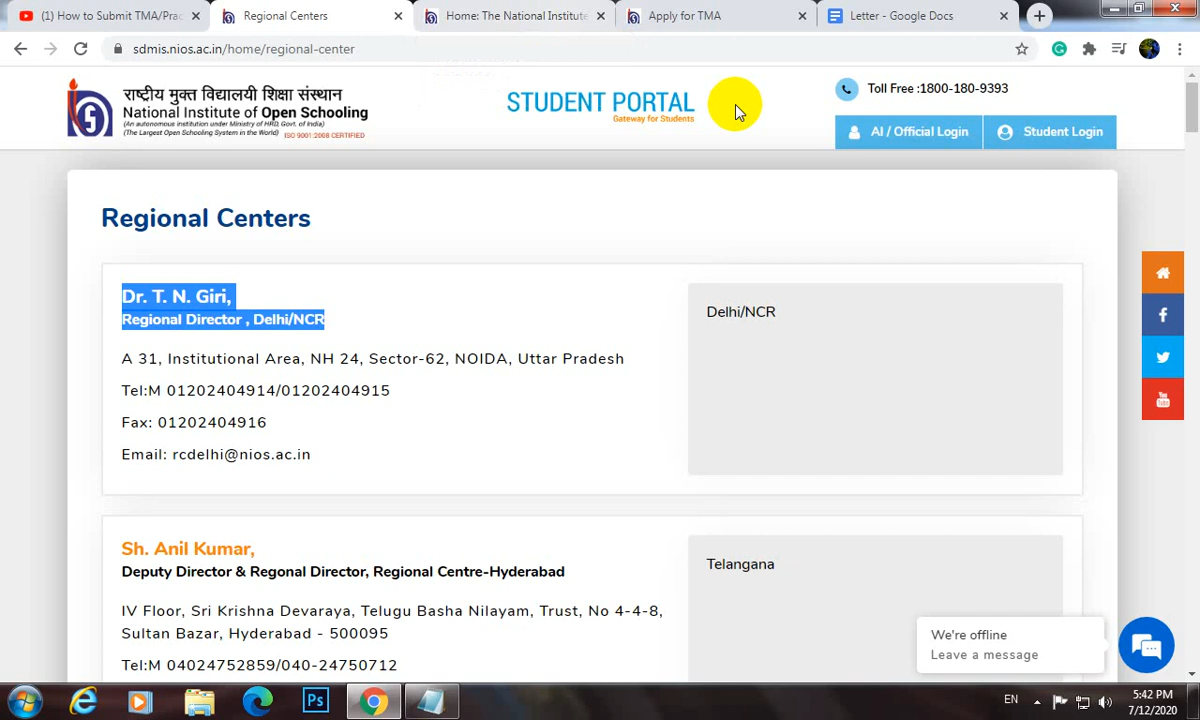 (1) How to Submit TMA/Prac
Regional Centers
Home: The National Institute
Apply for TMA
Letter - Google Docs
sdmis.nios.ac.in/home/regional-center
राष्ट्रीय मुक्त विद्यालयी शिक्षा संस्थान
National Institute of Open Schooling
(An autonomous institution under Ministry of HRD, Govt. of India)
(The Largest Open Schooling System in the World) ISO 9001:2008 CERTIFIED
STUDENT PORTAL
Gateway for Students
Toll Free :1800-180-9393
AI / Official Login
Student Login
Regional Centers
Dr. T. N. Giri,
Regional Director , Delhi/NCR
A 31, Institutional Area, NH 24, Sector-62, NOIDA, Uttar Pradesh
Tel:M 01202404914/01202404915
Fax: 01202404916
Email: rcdelhi@nios.ac.in
Delhi/NCR
Sh. Anil Kumar,
Deputy Director & Regonal Director, Regional Centre-Hyderabad
IV Floor, Sri Krishna Devaraya, Telugu Basha Nilayam, Trust, No 4-4-8,
Sultan Bazar, Hyderabad - 500095
Tel:M 04024752859/040-24750712
Telangana
We're offline
Leave a message
Ps
EN
5:42 PM
7/12/2020